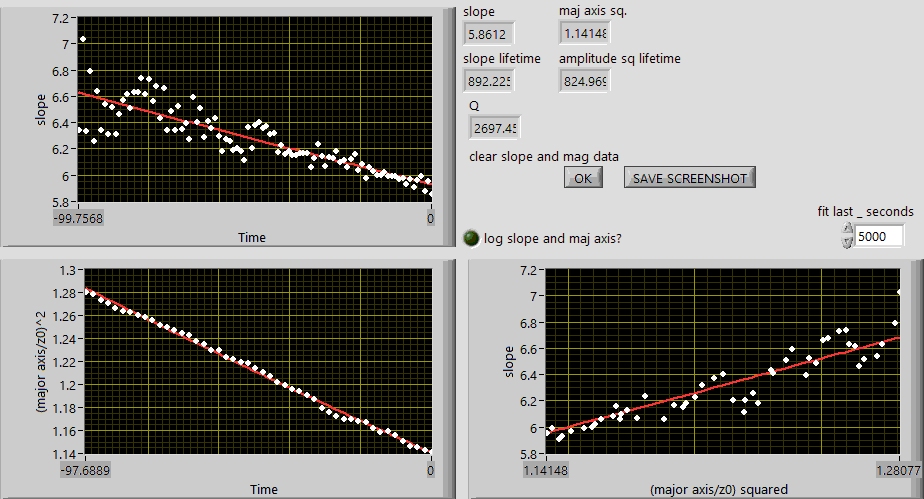 7.2
7
6.8
6.6
6.4
6.2
6
5.8
slope
-99.7568
0
Time
slope
5.8612
maj axis sq.
1.14148
slope lifetime
892.225
amplitude sq lifetime
824.969
Q
2697.45
clear slope and mag data
OK
SAVE SCREENSHOT
fit last _ seconds
5000
log slope and maj axis?
1.3
1.28
1.26
1.24
1.22
1.2
1.18
1.16
1.14
(major axis/z0)^2
-97.6889
0
Time
7.2
7
6.8
6.6
6.4
6.2
6
5.8
slope
1.14148
1.28077
(major axis/z0) squared